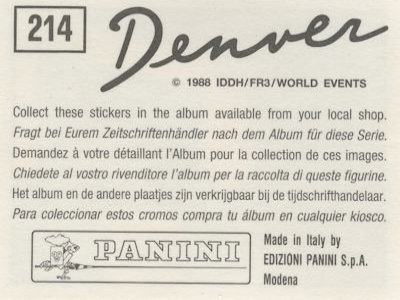 214
Denver
© 1988 IDDH/FR3/WORLD EVENTS
Collect these stickers in the album available from your local shop.
Fragt bei Eurem Zeitschriftenhändler nach dem Album für diese Serie.
Demandez à votre détaillant l'Album pour la collection de ces images.
Chiedete al vostro rivenditore l'album per la raccolta di queste figurine.
Het album en de andere plaatjes zijn verkrijgbaar bij de tijdschrifthandelaar.
Para coleccionar estos cromos compra tu álbum en cualquier kiosco.
PANINI
Made in Italy by
EDIZIONI PANINI S.p.A.
Modena